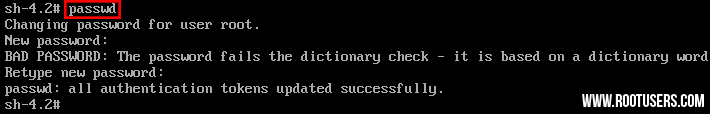 sh-4.2# passwd
Changing password for user root.
New password:
BAD PASSWORD: The password fails the dictionary check - it is based on a dictionary word
Retype new password:
passwd: all authentication tokens updated successfully.
sh-4.2#
WWW.ROOTUSERS.COM